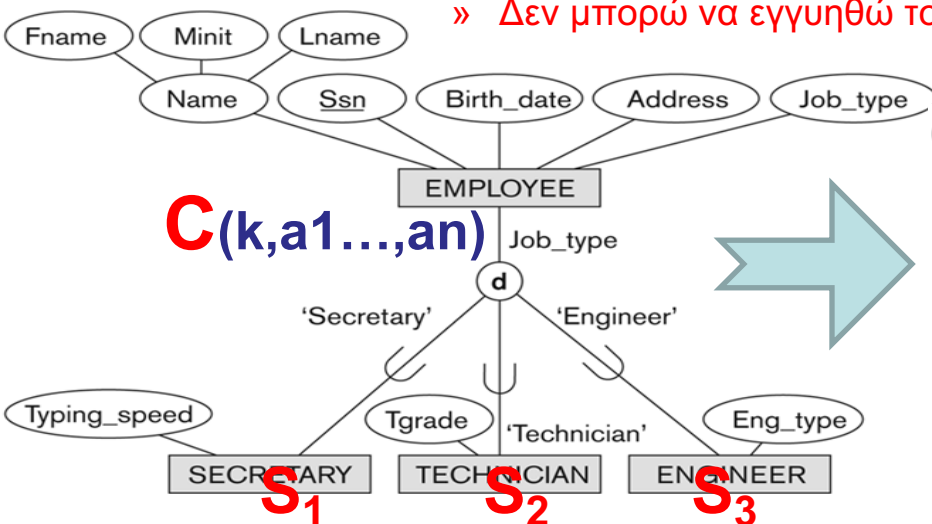 » Δεν μπορώ να εγγυηθώ το
Fname Minit Lname
Name Ssn Birth_date Address Job_type
EMPLOYEE
C(k,a1...,an)
Job_type
d
'Secretary' 'Engineer'
Typing_speed Tgrade Eng_type
'Technician'
SECRETARY TECHNICIAN ENGINEER
S1 S2 S3